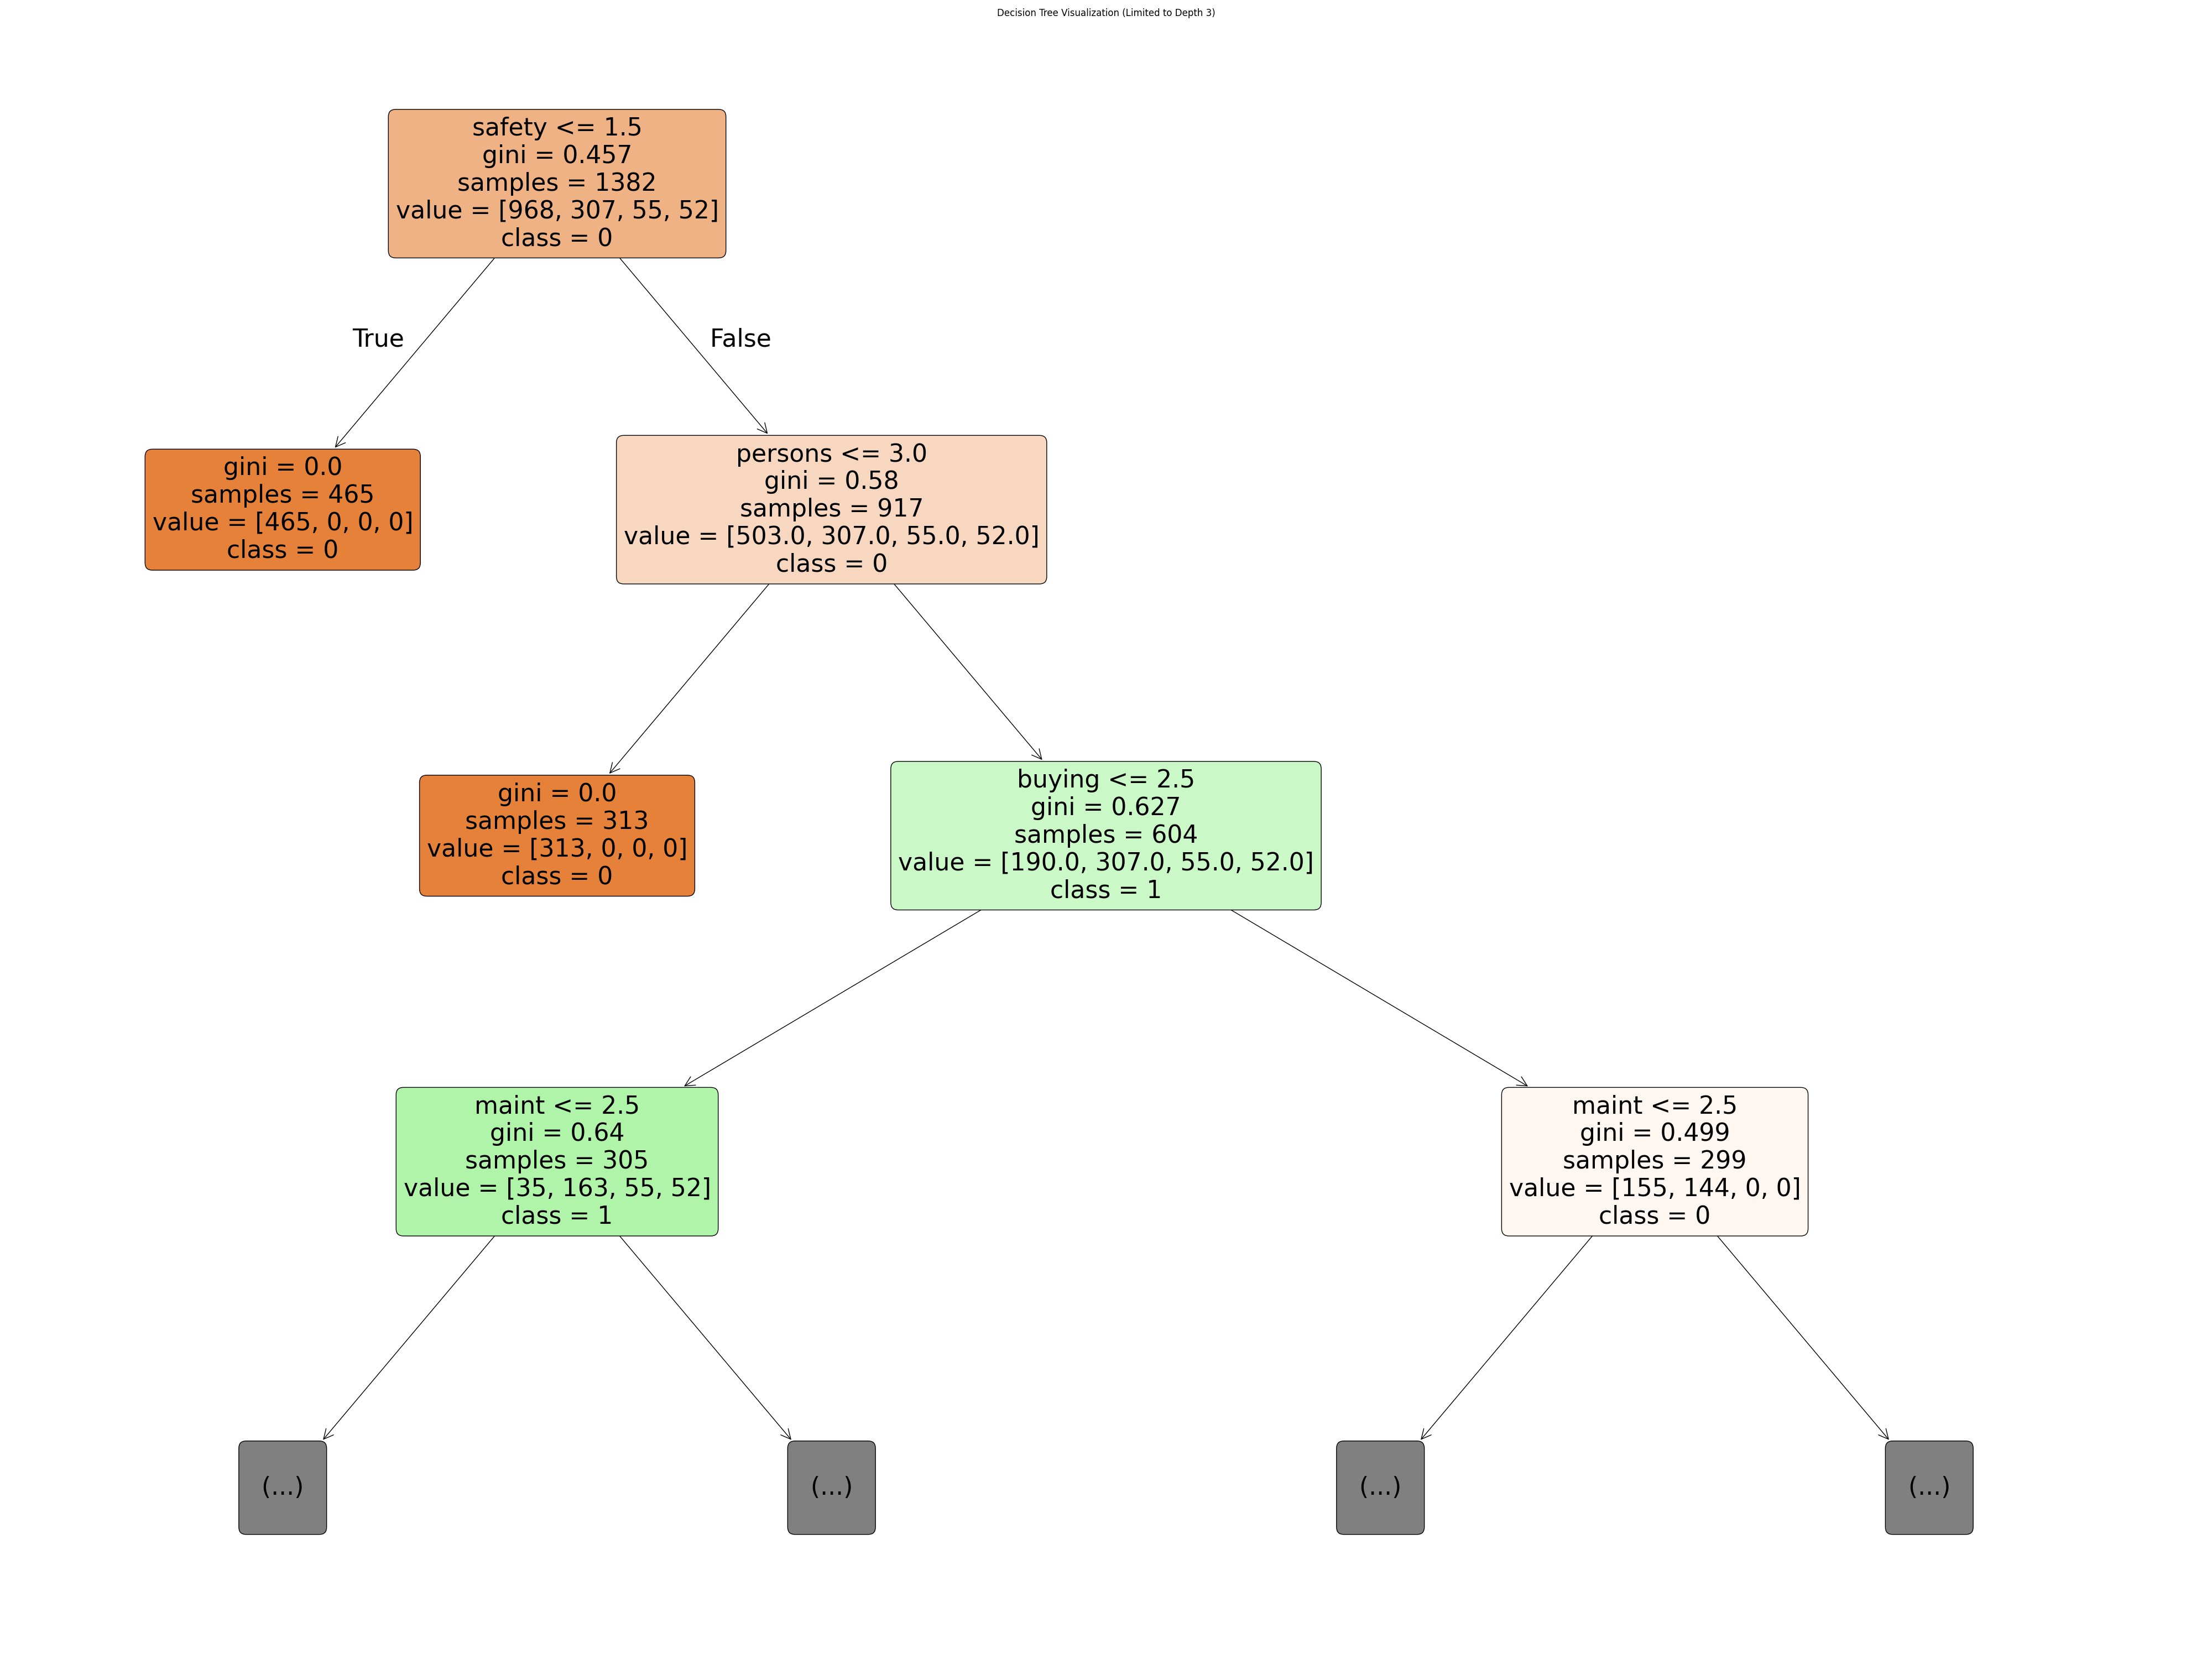 Decision Tree Visualization (Limited to Depth 3)
safety <= 1.5
gini = 0.457
samples = 1382
value = [968, 307, 55, 52]
class = 0
True
False
gini = 0.0
samples = 465
value = [465, 0, 0, 0]
class = 0
persons <= 3.0
gini = 0.58
samples = 917
value = [503.0, 307.0, 55.0, 52.0]
class = 0
gini = 0.0
samples = 313
value = [313, 0, 0, 0]
class = 0
buying <= 2.5
gini = 0.627
samples = 604
value = [190.0, 307.0, 55.0, 52.0]
class = 1
maint <= 2.5
gini = 0.64
samples = 305
value = [35, 163, 55, 52]
class = 1
maint <= 2.5
gini = 0.499
samples = 299
value = [155, 144, 0, 0]
class = 0
(...)
(...)
(...)
(...)